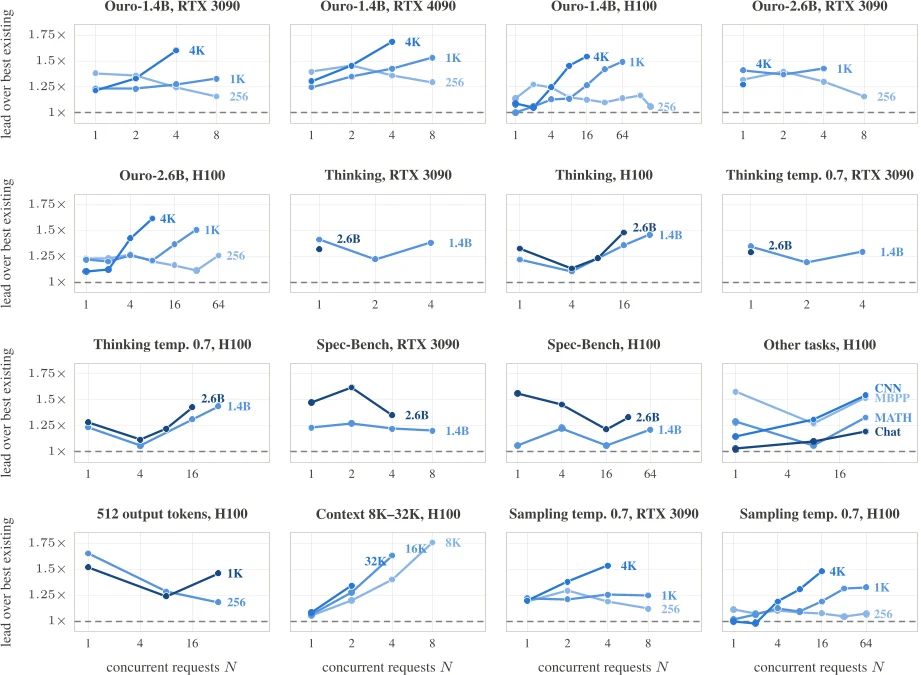 Ouro-1.4B, RTX 3090
Ouro-1.4B, RTX 4090
Ouro-1.4B, H100
Ouro-2.6B, RTX 3090
lead over best existing
1.75×
1.5×
1.25×
1×
4K
1K
256
4K
1K
256
4K
1K
256
4K
1K
256
1 2 4 8
1 2 4 8
1 4 16 64
1 2 4 8
Ouro-2.6B, H100
Thinking, RTX 3090
Thinking, H100
Thinking temp. 0.7, RTX 3090
lead over best existing
1.75×
1.5×
1.25×
1×
4K
1K
256
2.6B
1.4B
2.6B
1.4B
2.6B
1.4B
1 4 16 64
1 2 4
1 4 16
1 2 4
Thinking temp. 0.7, H100
Spec-Bench, RTX 3090
Spec-Bench, H100
Other tasks, H100
lead over best existing
1.75×
1.5×
1.25×
1×
2.6B
1.4B
2.6B
1.4B
2.6B
1.4B
CNN
MBPP
MATH
Chat
1 4 16
1 2 4 8
1 4 16 64
1 4 16
512 output tokens, H100
Context 8K–32K, H100
Sampling temp. 0.7, RTX 3090
Sampling temp. 0.7, H100
lead over best existing
1.75×
1.5×
1.25×
1×
1K
256
32K
16K
8K
4K
1K
256
4K
1K
256
1 4 16
1 2 4 8
1 2 4 8
1 4 16 64
concurrent requests N
concurrent requests N
concurrent requests N
concurrent requests N